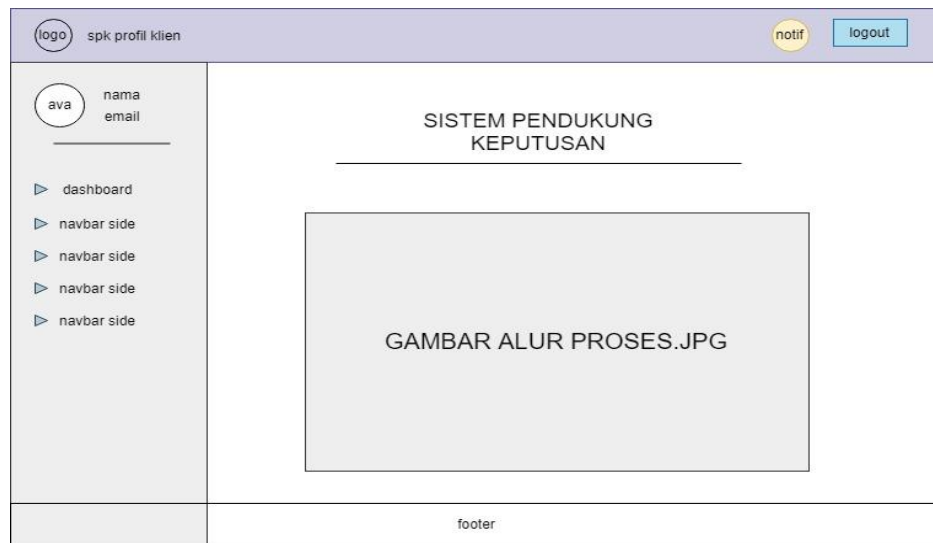 logo
spk profil klien
notif
logout
ava
nama
email
dashboard
navbar side
navbar side
navbar side
navbar side
SISTEM PENDUKUNG
KEPUTUSAN
GAMBAR ALUR PROSES.JPG
footer